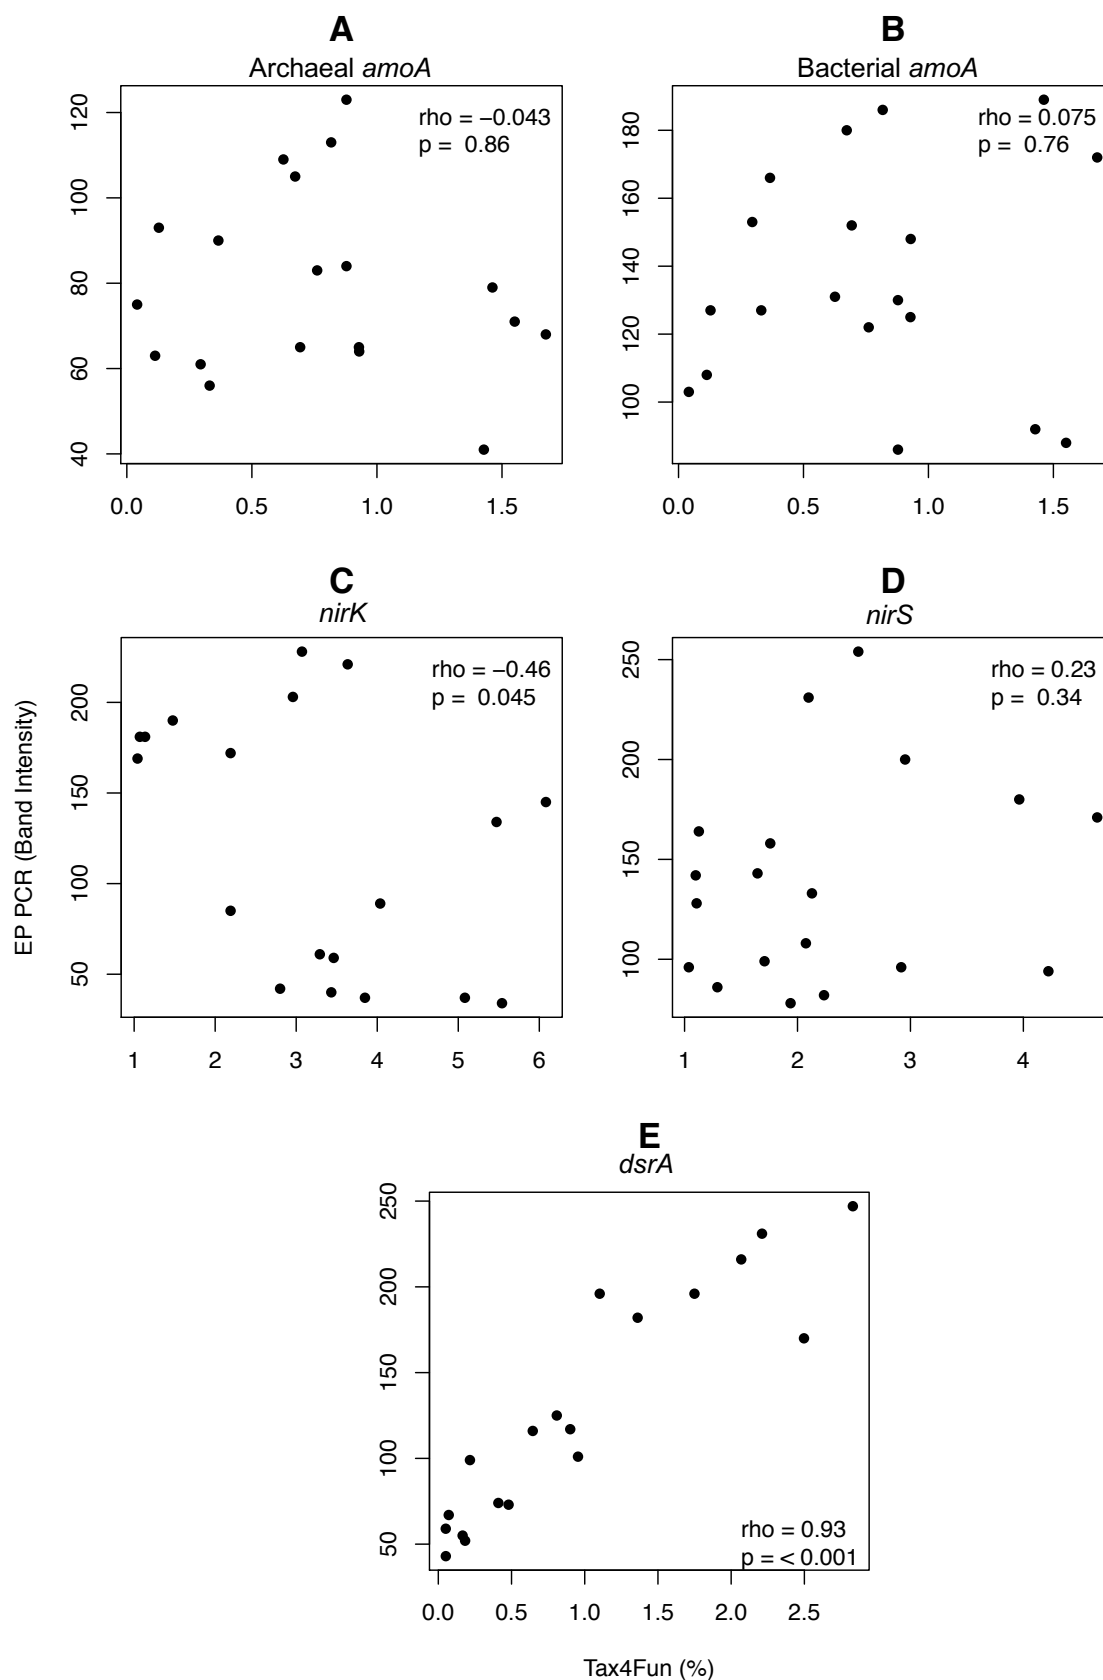 A
Archaeal amoA
rho = −0.043
p = 0.86
40 60 80 100 120
0.0 0.5 1.0 1.5
B
Bacterial amoA
rho = 0.075
p = 0.76
100 120 140 160 180
0.0 0.5 1.0 1.5
C
nirK
rho = −0.46
p = 0.045
50 100 150 200
1 2 3 4 5 6
EP PCR (Band Intensity)
D
nirS
rho = 0.23
p = 0.34
100 150 200 250
1 2 3 4
E
dsrA
rho = 0.93
p = < 0.001
50 100 150 200 250
0.0 0.5 1.0 1.5 2.0 2.5
Tax4Fun (%)